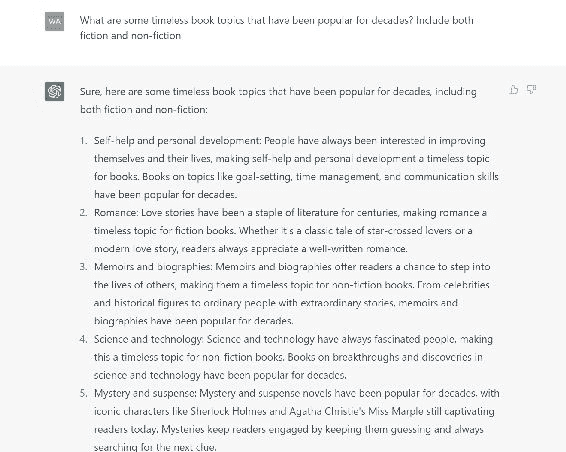 WA
What are some timeless book topics that have been popular for decades? Include both
fiction and non-fiction
Sure, here are some timeless book topics that have been popular for decades, including
both fiction and non-fiction:
1. Self-help and personal development: People have always been interested in improving
themselves and their lives, making self-help and personal development a timeless topic
for books. Books on topics like goal-setting, time management, and communication skills
have been popular for decades.
2. Romance: Love stories have been a staple of literature for centuries, making romance a
timeless topic for fiction books. Whether it's a classic tale of star-crossed lovers or a
modern love story, readers always appreciate a well-written romance.
3. Memoirs and biographies: Memoirs and biographies offer readers a chance to step into
the lives of others, making them a timeless topic for non-fiction books. From celebrities
and historical figures to ordinary people with extraordinary stories, memoirs and
biographies have been popular for decades.
4. Science and technology: Science and technology have always fascinated people, making
this a timeless topic for non-fiction books. Books on breakthroughs and discoveries in
science and technology have been popular for decades.
5. Mystery and suspense: Mystery and suspense novels have been popular for decades, with
iconic characters like Sherlock Holmes and Agatha Christie's Miss Marple still captivating
readers today. Mysteries keep readers engaged by keeping them guessing and always
searching for the next clue.